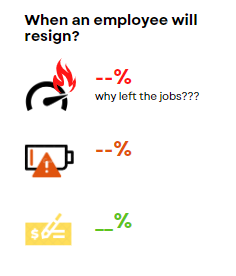 When an employee will
resign?
--%
why left the jobs???
--%
$
__%